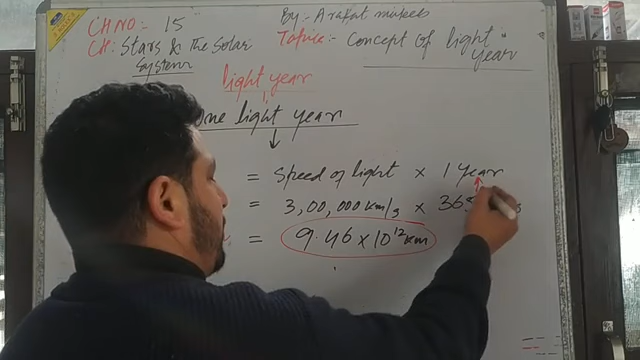 CH NO:- 15
By:- Arafat
CH: Stars & The Solar System
Topic:- Concept Of light year
light year
One light year
= Speed of light × 1 year
= 3,00,000 km/s × 36
= 9.46 × 10¹² km